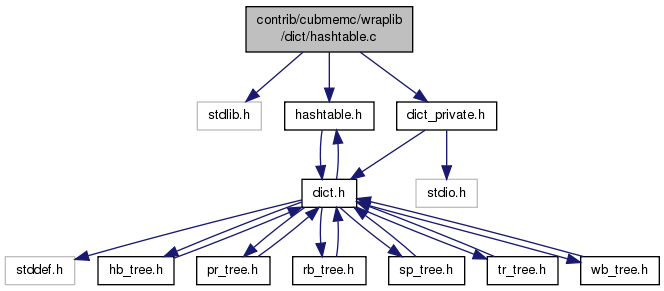 contrib/cubmemc/wraplib
/dict/hashtable.c
stdlib.h
hashtable.h
dict_private.h
dict.h
stdio.h
stddef.h
hb_tree.h
pr_tree.h
rb_tree.h
sp_tree.h
tr_tree.h
wb_tree.h